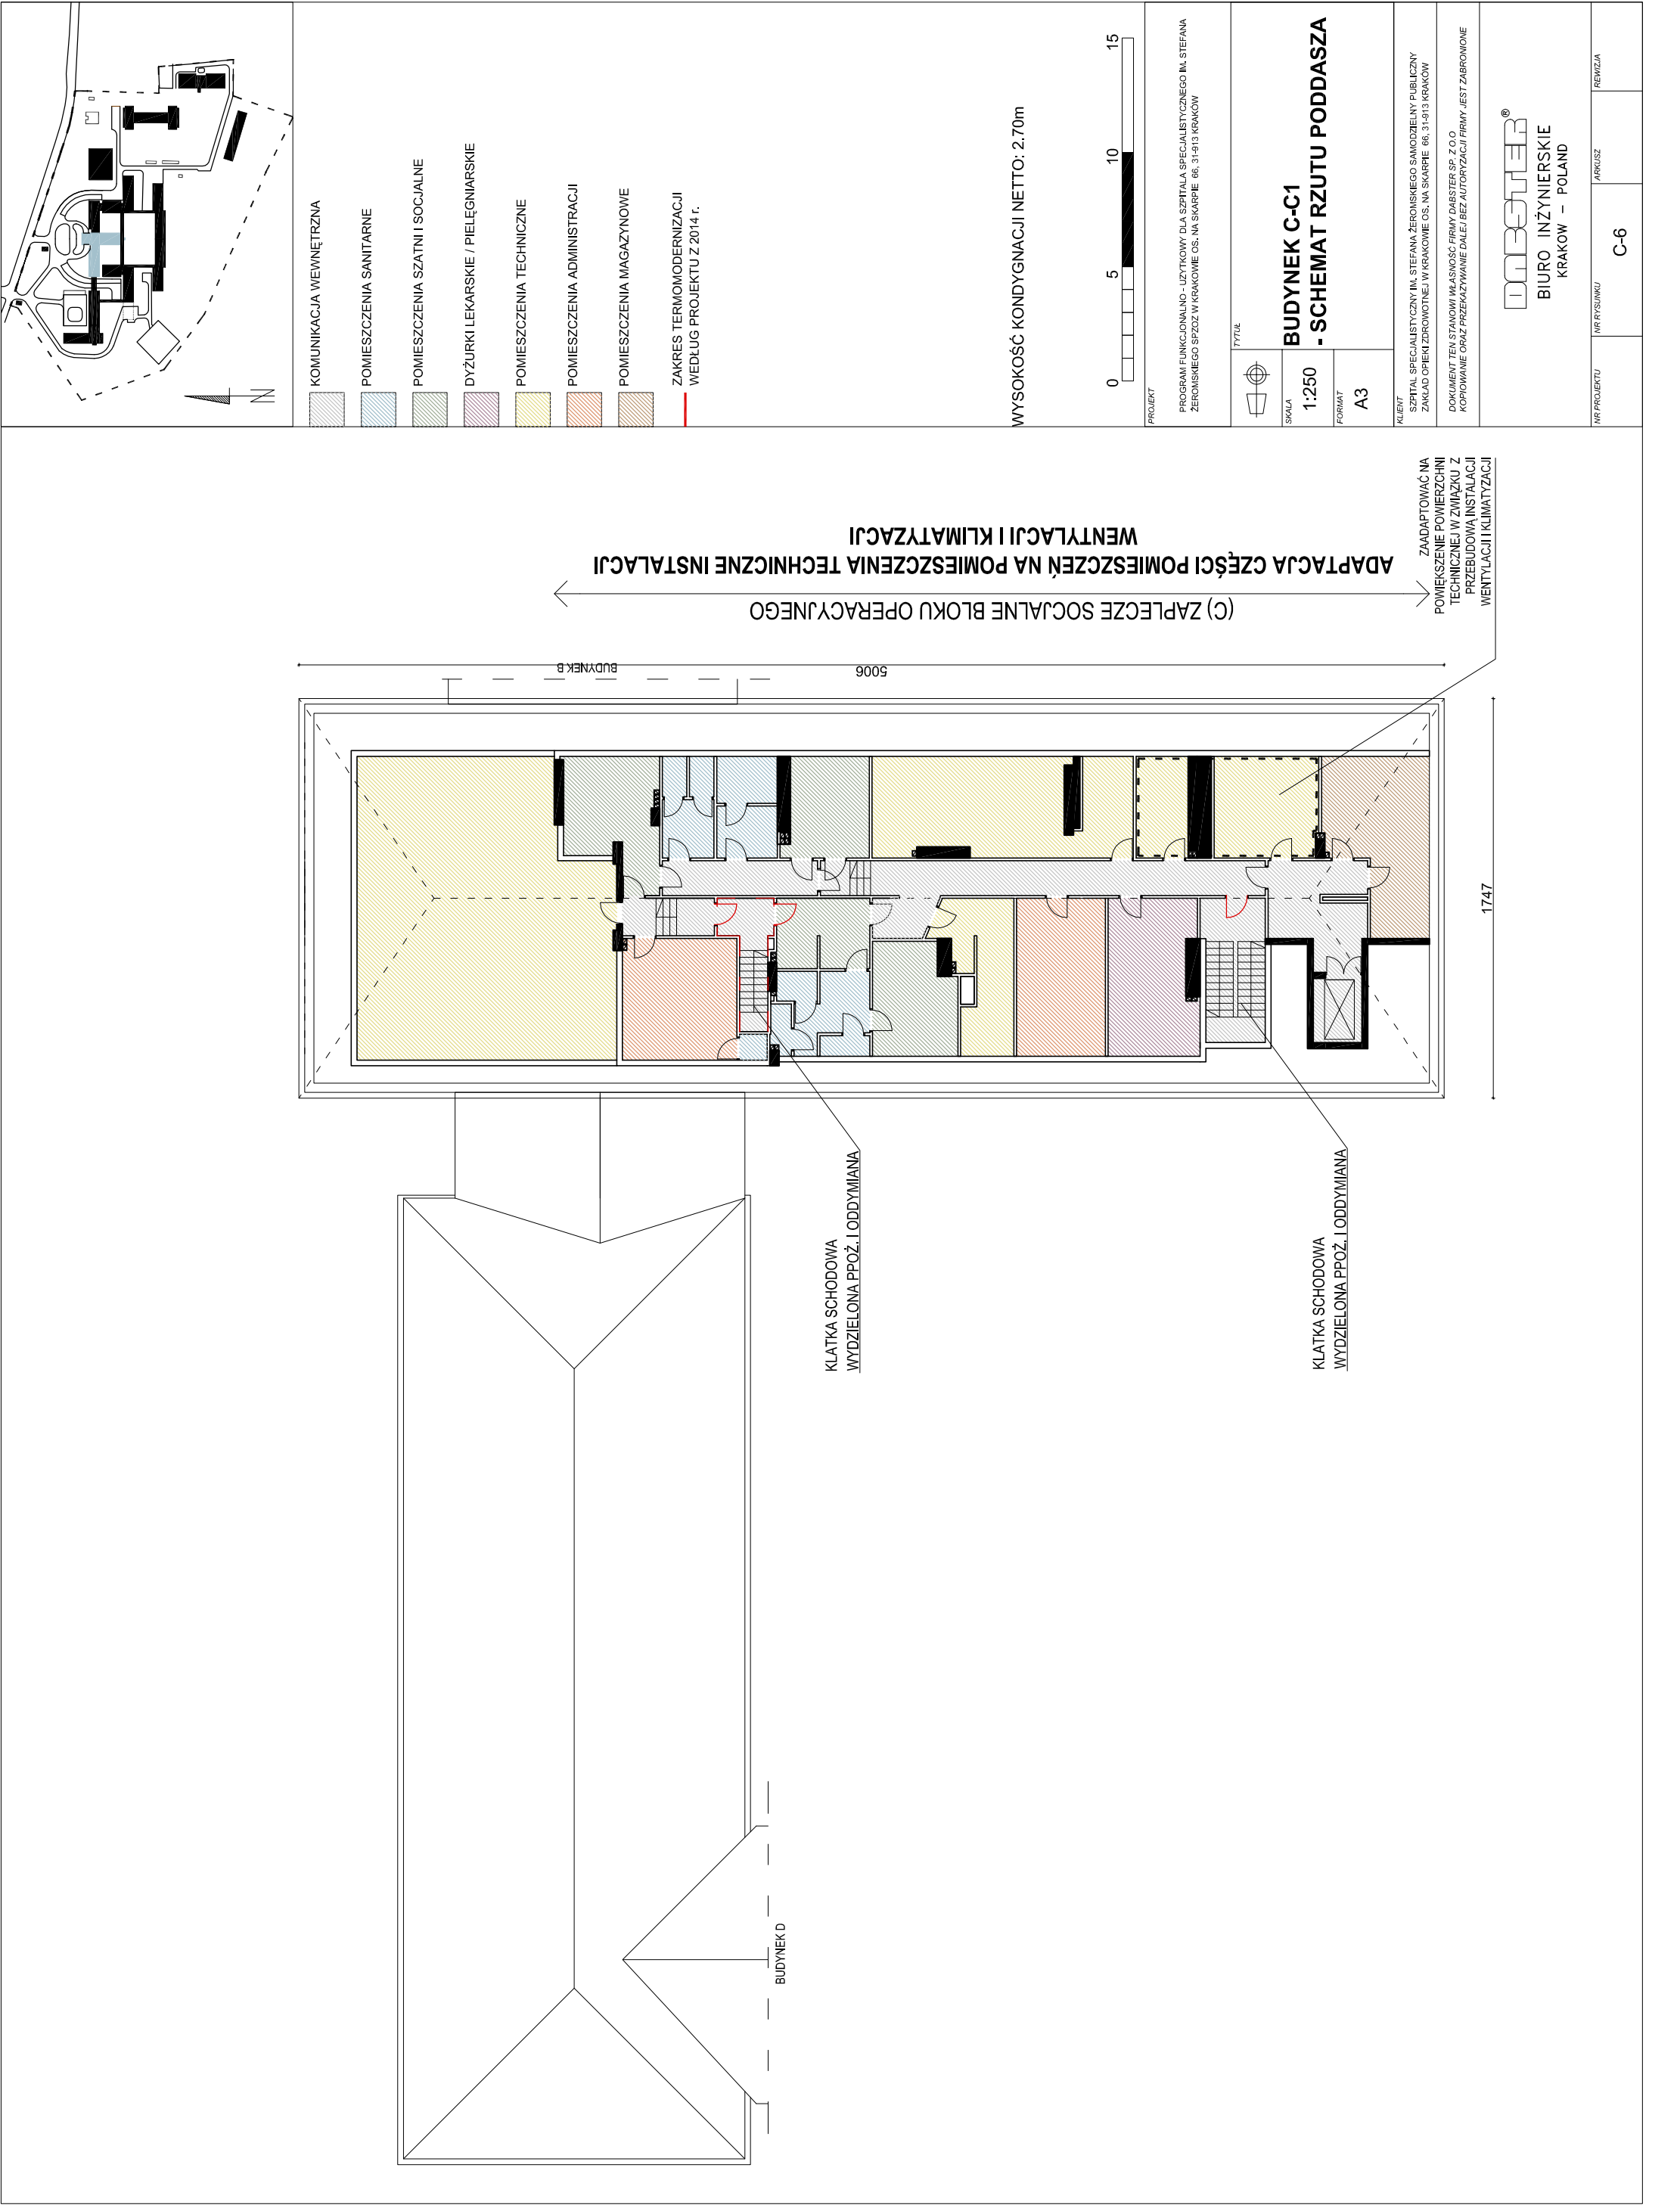 N
KOMUNIKACJA WEWNĘTRZNA
POMIESZCZENIA SANITARNE
POMIESZCZENIA SZATNI I SOCJALNE
DYŻURKI LEKARSKIE / PIELĘGNIARSKIE
POMIESZCZENIA TECHNICZNE
POMIESZCZENIA ADMINISTRACJI
POMIESZCZENIA MAGAZYNOWE
ZAKRES TERMOMODERNIZACJI
WEDŁUG PROJEKTU Z 2014 r.
WYSOKOŚĆ KONDYGNACJI NETTO: 2.70m
0 5 10 15
PROJEKT
PROGRAM FUNKCJONALNO - UŻYTKOWY DLA SZPITALA SPECJALISTYCZNEGO IM. STEFANA
ŻEROMSKIEGO SPZOZ W KRAKOWIE OS. NA SKARPIE 66, 31-913 KRAKÓW
TYTUŁ
BUDYNEK C-C1
- SCHEMAT RZUTU PODDASZA
SKALA
1:250
FORMAT
A3
KLIENT
SZPITAL SPECJALISTYCZNY IM. STEFANA ŻEROMSKIEGO SAMODZIELNY PUBLICZNY
ZAKŁAD OPIEKI ZDROWOTNEJ W KRAKOWIE OS. NA SKARPIE 66, 31-913 KRAKÓW
DOKUMENT TEN STANOWI WŁASNOŚĆ FIRMY DABSTER SP. Z O.O
KOPIOWANIE ORAZ PRZEKAZYWANIE DALEJ BEZ AUTORYZACJI FIRMY JEST ZABRONIONE
DABSTER®
BIURO INŻYNIERSKIE
KRAKOW – POLAND
NR PROJEKTU
NR RYSUNKU
C-6
ARKUSZ
REWIZJA
ADAPTACJA CZĘŚCI POMIESZCZEŃ NA POMIESZCZENIA TECHNICZNE INSTALACJI
WENTYLACJI I KLIMATYZACJI
(C) ZAPLECZE SOCJALNE BLOKU OPERACYJNEGO
ZAADAPTOWAĆ NA
POWIĘKSZENIE POWIERZCHNI
TECHNICZNEJ W ZWIĄZKU Z
PRZEBUDOWĄ INSTALACJI
WENTYLACJI I KLIMATYZACJI
BUDYNEK B
5006
1747
KLATKA SCHODOWA
WYDZIELONA PPOŻ. I ODDYMIANA
KLATKA SCHODOWA
WYDZIELONA PPOŻ. I ODDYMIANA
BUDYNEK D